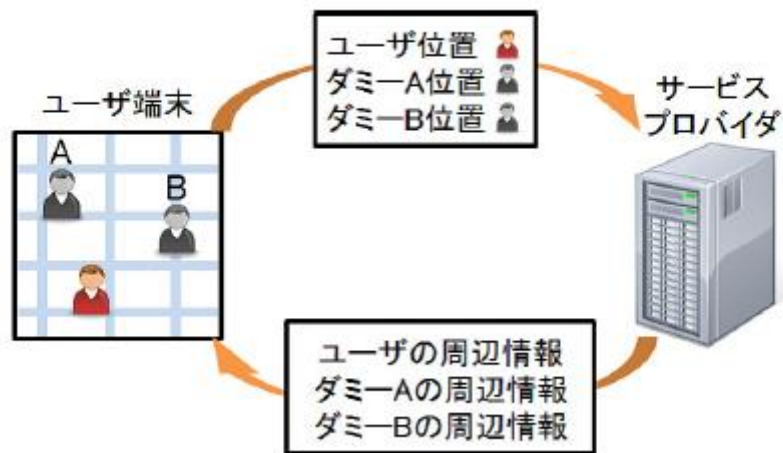 ユーザ位置
ダミーA位置
ダミーB位置
ユーザ端末
A
B
サービス
プロバイダ
ユーザの周辺情報
ダミーAの周辺情報
ダミーBの周辺情報